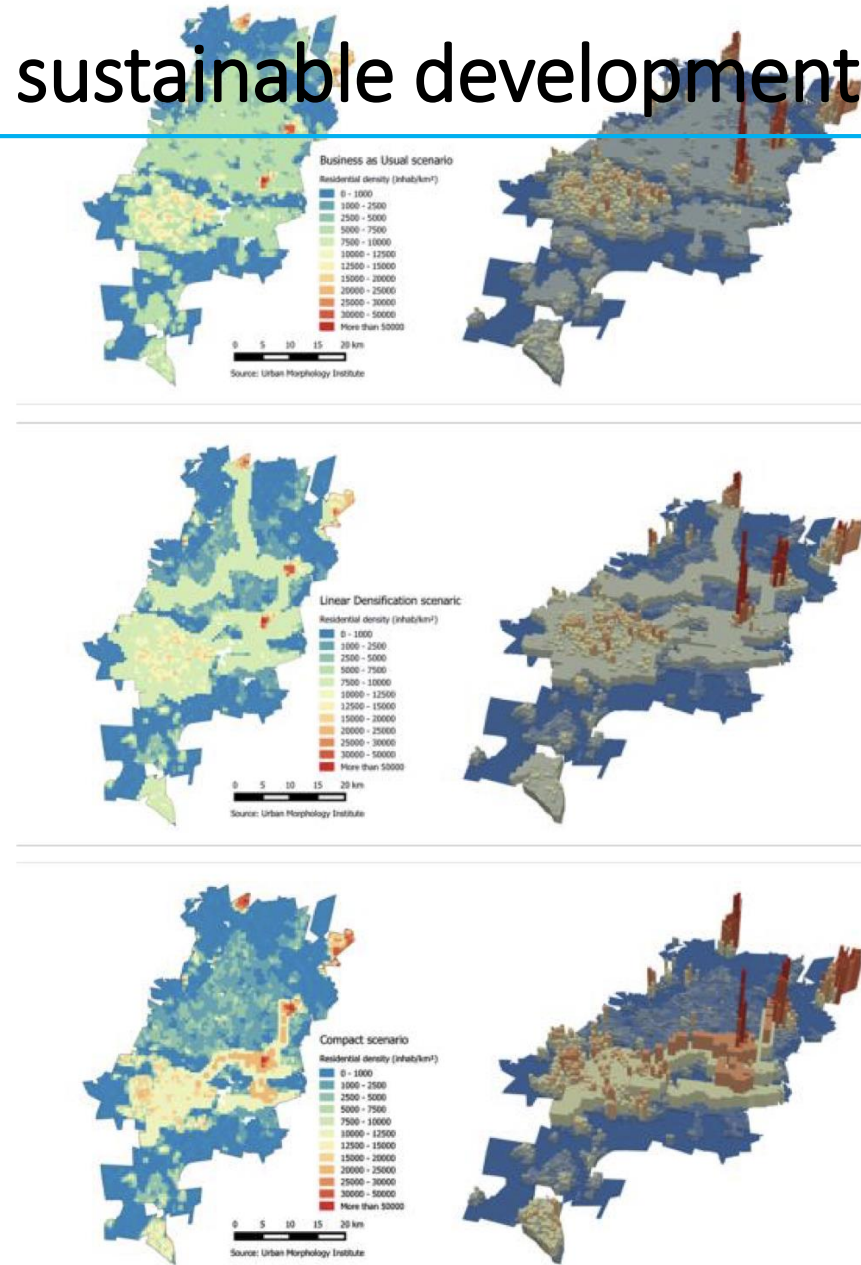 sustainable development
Business as Usual scenario
Residential density (inhab/km²)
0 - 1000
1000 - 2500
2500 - 5000
5000 - 7500
7500 - 10000
10000 - 12500
12500 - 15000
15000 - 20000
20000 - 25000
25000 - 30000
30000 - 50000
More than 50000
0 5 10 15 20 km
Source: Urban Morphology Institute
Linear Densification scenaric
Residential density (inhab/km²)
0 - 1000
1000 - 2500
2500 - 5000
5000 - 7500
7500 - 10000
10000 - 12500
12500 - 15000
15000 - 20000
20000 - 25000
25000 - 30000
30000 - 50000
More than 50000
0 5 10 15 20 km
Source: Urban Morphology Institute
Compact scenario
Residential density (inhab/km²)
0 - 1000
1000 - 2500
2500 - 5000
5000 - 7500
7500 - 10000
10000 - 12500
12500 - 15000
15000 - 20000
20000 - 25000
25000 - 30000
30000 - 50000
More than 50000
0 5 10 15 20 km
Source: Urban Morphology Institute